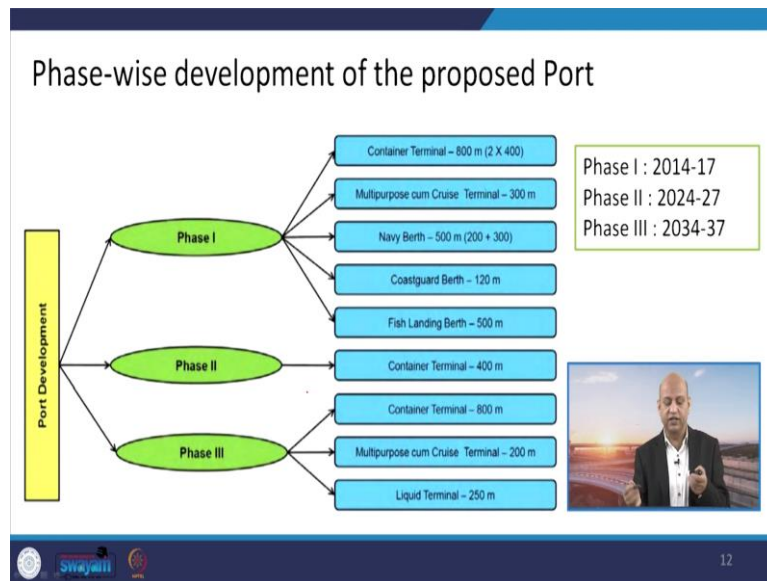 Phase-wise development of the proposed Port
Port Development
Phase I
Container Terminal – 800 m (2 X 400)
Multipurpose cum Cruise Terminal – 300 m
Navy Berth – 500 m (200 + 300)
Coastguard Berth – 120 m
Fish Landing Berth – 500 m
Phase II
Container Terminal – 400 m
Phase III
Container Terminal – 800 m
Multipurpose cum Cruise Terminal – 200 m
Liquid Terminal – 250 m
Phase I : 2014-17
Phase II : 2024-27
Phase III : 2034-37
swayam
12